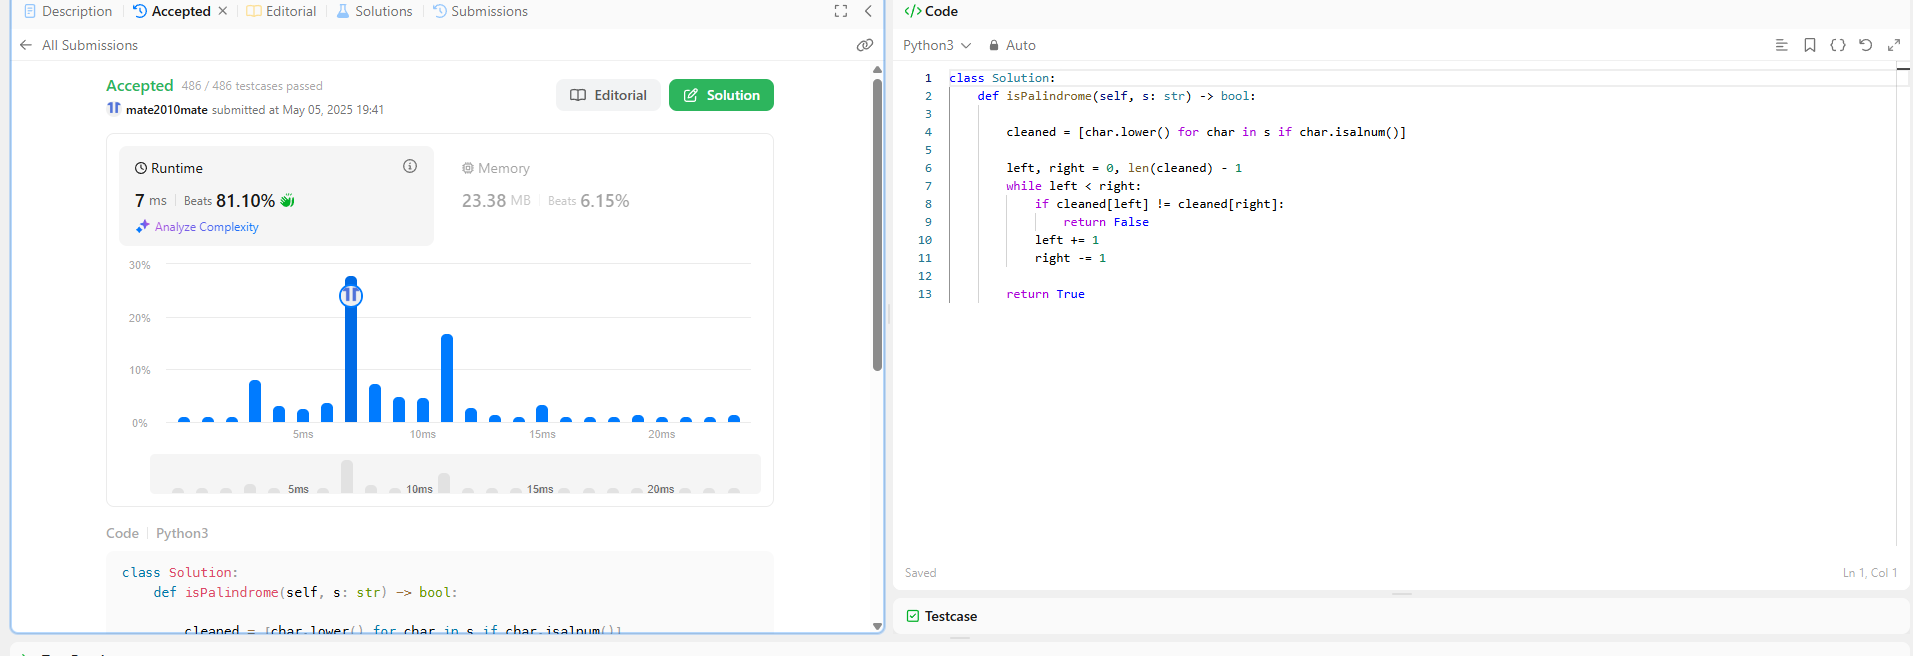 Description
Accepted
Editorial
Solutions
Submissions
All Submissions
Accepted 486 / 486 testcases passed
mate2010mate submitted at May 05, 2025 19:41
Editorial
Solution
Runtime
7 ms Beats 81.10%
Analyze Complexity
Memory
23.38 MB Beats 6.15%
30%
20%
10%
0%
5ms 10ms 15ms 20ms
5ms 10ms 15ms 20ms
Code Python3
class Solution:
def isPalindrome(self, s: str) -> bool:
cleaned = [char.lower() for char in s if char.isalnum()]
</> Code
Python3 Auto
1 class Solution:
2 def isPalindrome(self, s: str) -> bool:
3
4 cleaned = [char.lower() for char in s if char.isalnum()]
5
6 left, right = 0, len(cleaned) - 1
7 while left < right:
8 if cleaned[left] != cleaned[right]:
9 return False
10 left += 1
11 right -= 1
12
13 return True
Saved
Ln 1, Col 1
Testcase